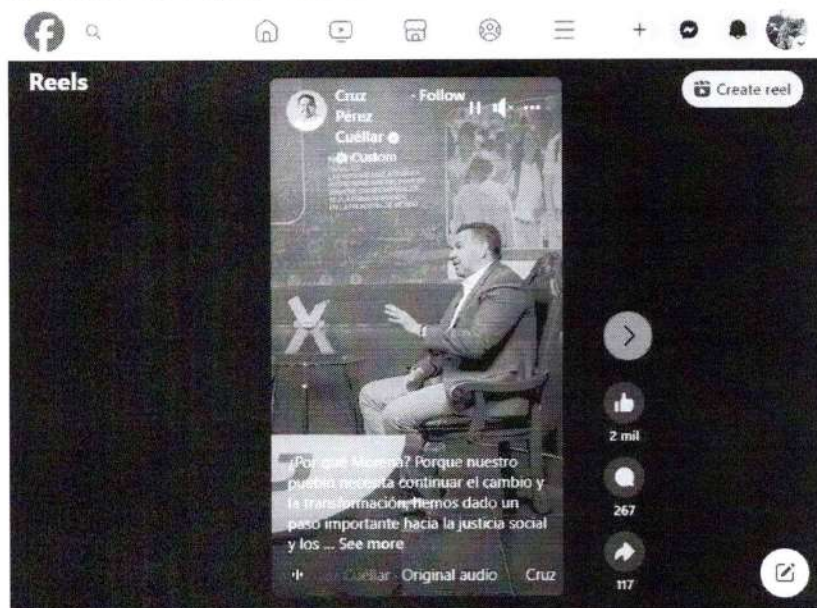 Reels
Create reel
Cruz · Follow
Pérez
Cuéllar
Custom
X
¿Por qué Morena? Porque nuestro
pueblo necesita continuar el cambio y
la transformación, hemos dado un
paso importante hacia la justicia social
y los ... See more
Cuéllar · Original audio Cruz
2 mil
267
117